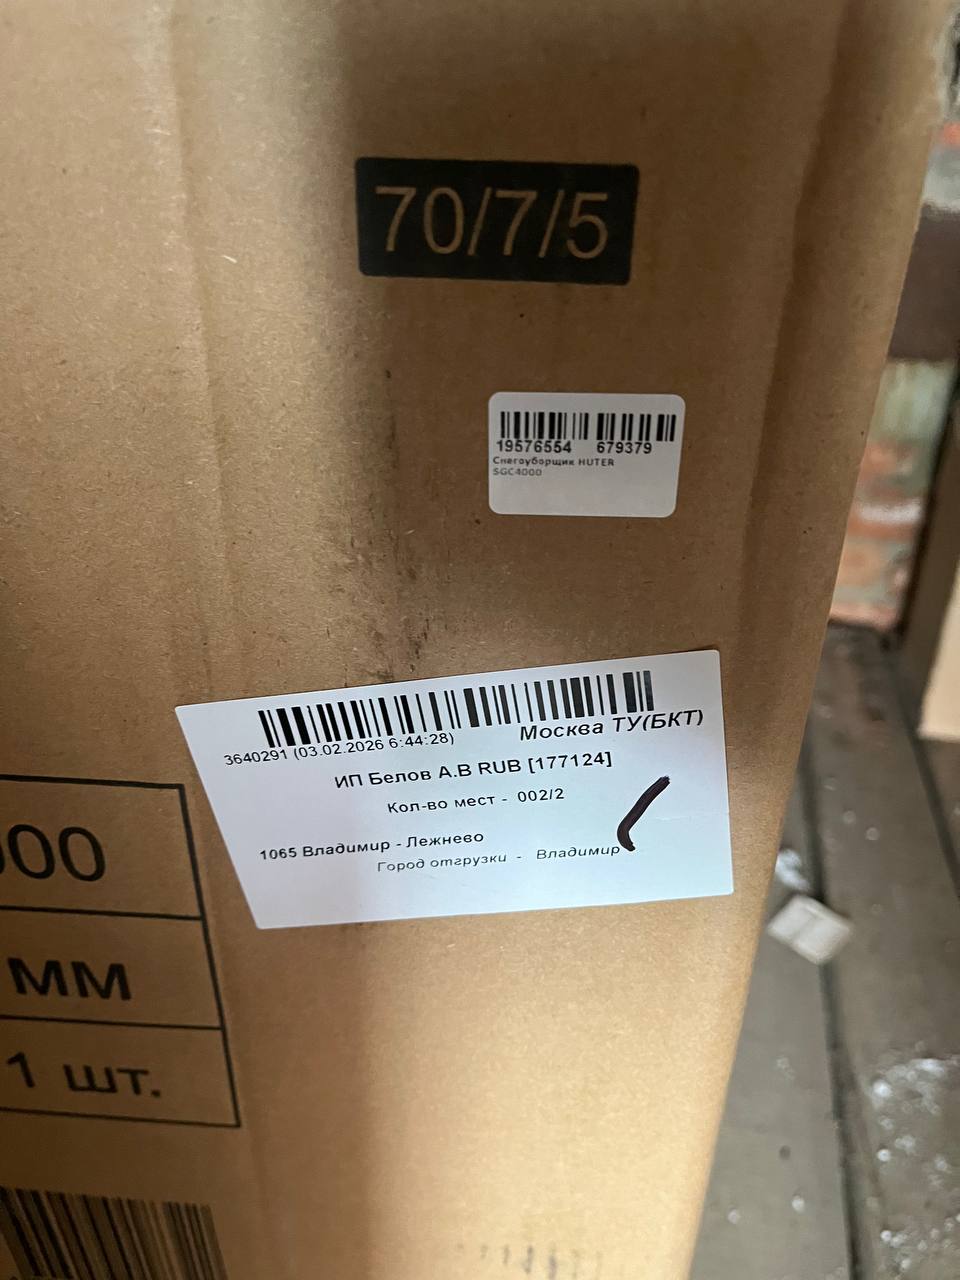 70/7/5
19576554 679379
Снегоуборщик HUTER
SGC4000
3640291 (03.02.2026 6:44:28) Москва ТУ(БКТ)
ИП Белов А.В RUB [177124]
Кол-во мест - 002/2
1065 Владимир - Лежнево
Город отгрузки - Владимир
00
ММ
1 шт.